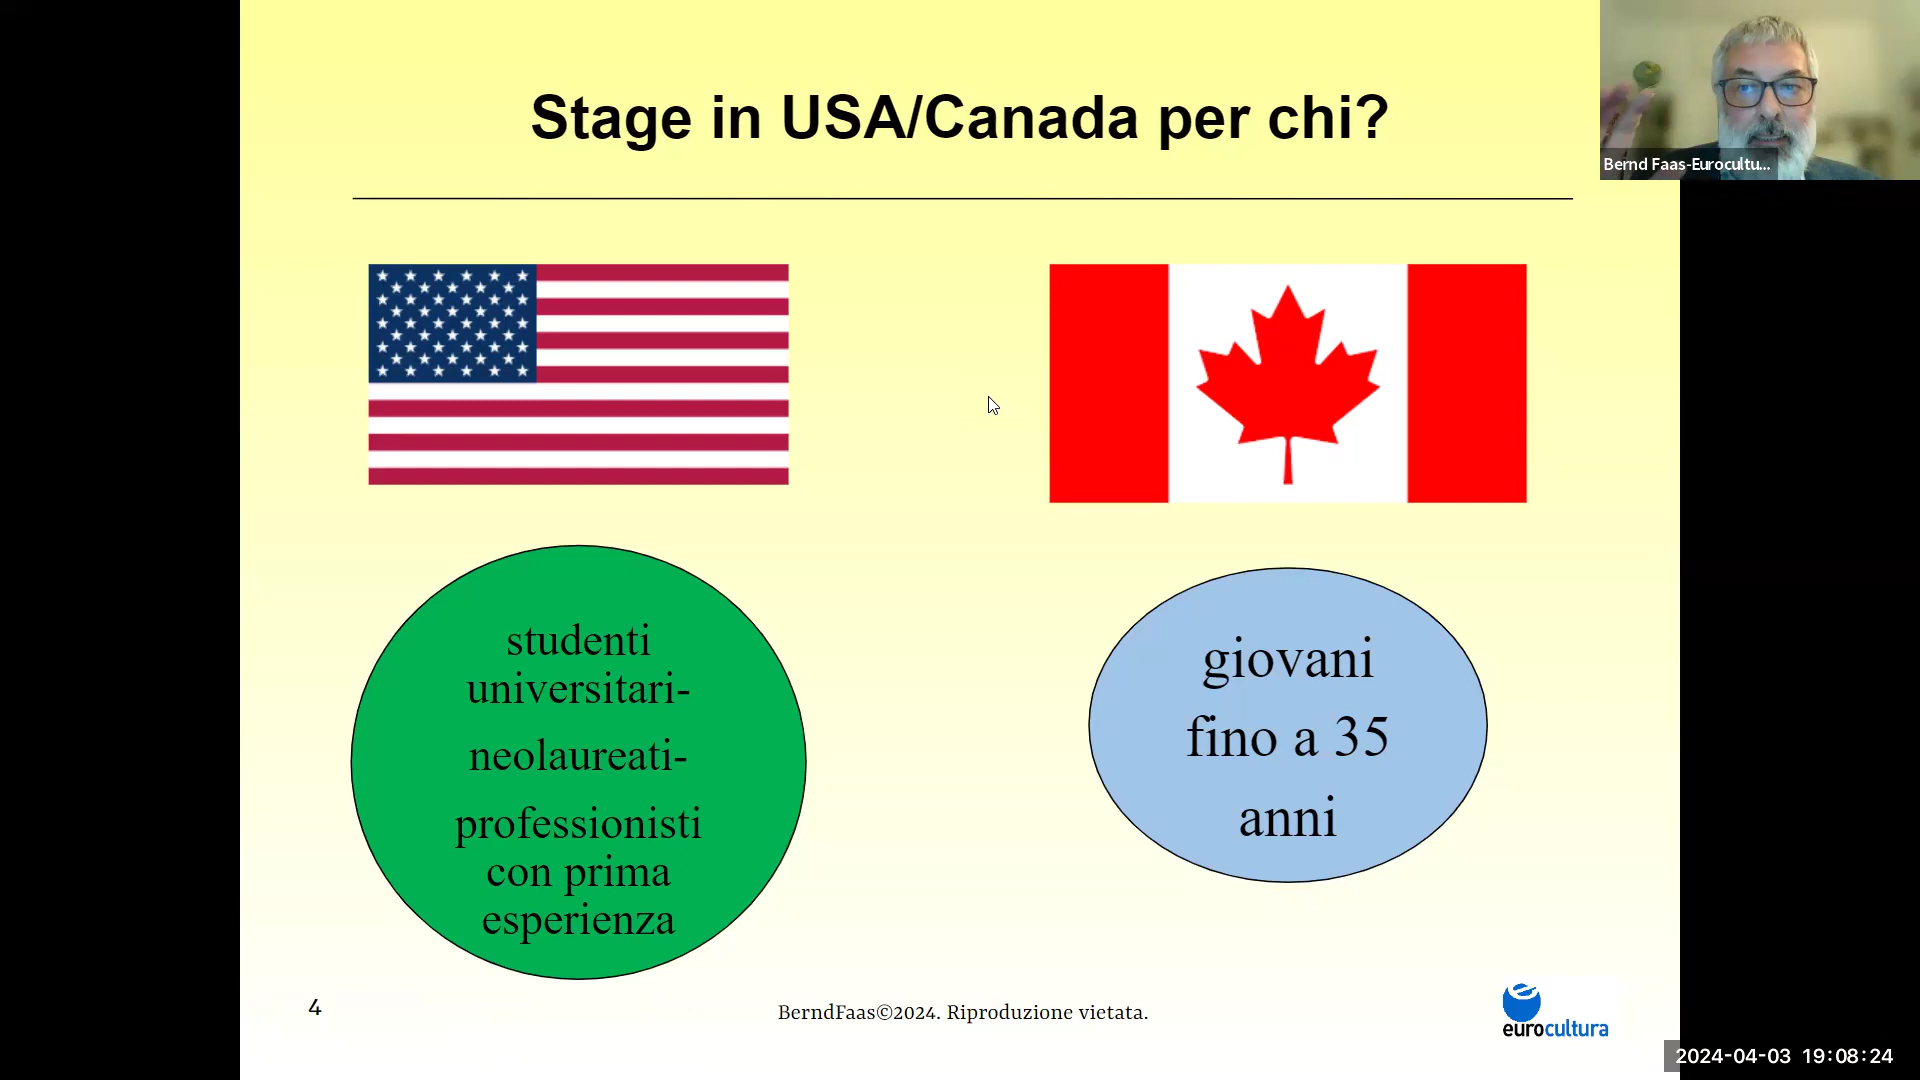 Stage in USA/Canada per chi?
Bernd Faas-Eurocultu...
studenti
universitari-
neolaureati-
professionisti
con prima
esperienza
giovani
fino a 35
anni
4
BerndFaas©2024. Riproduzione vietata.
eurocultura
2024-04-03 19:08:24